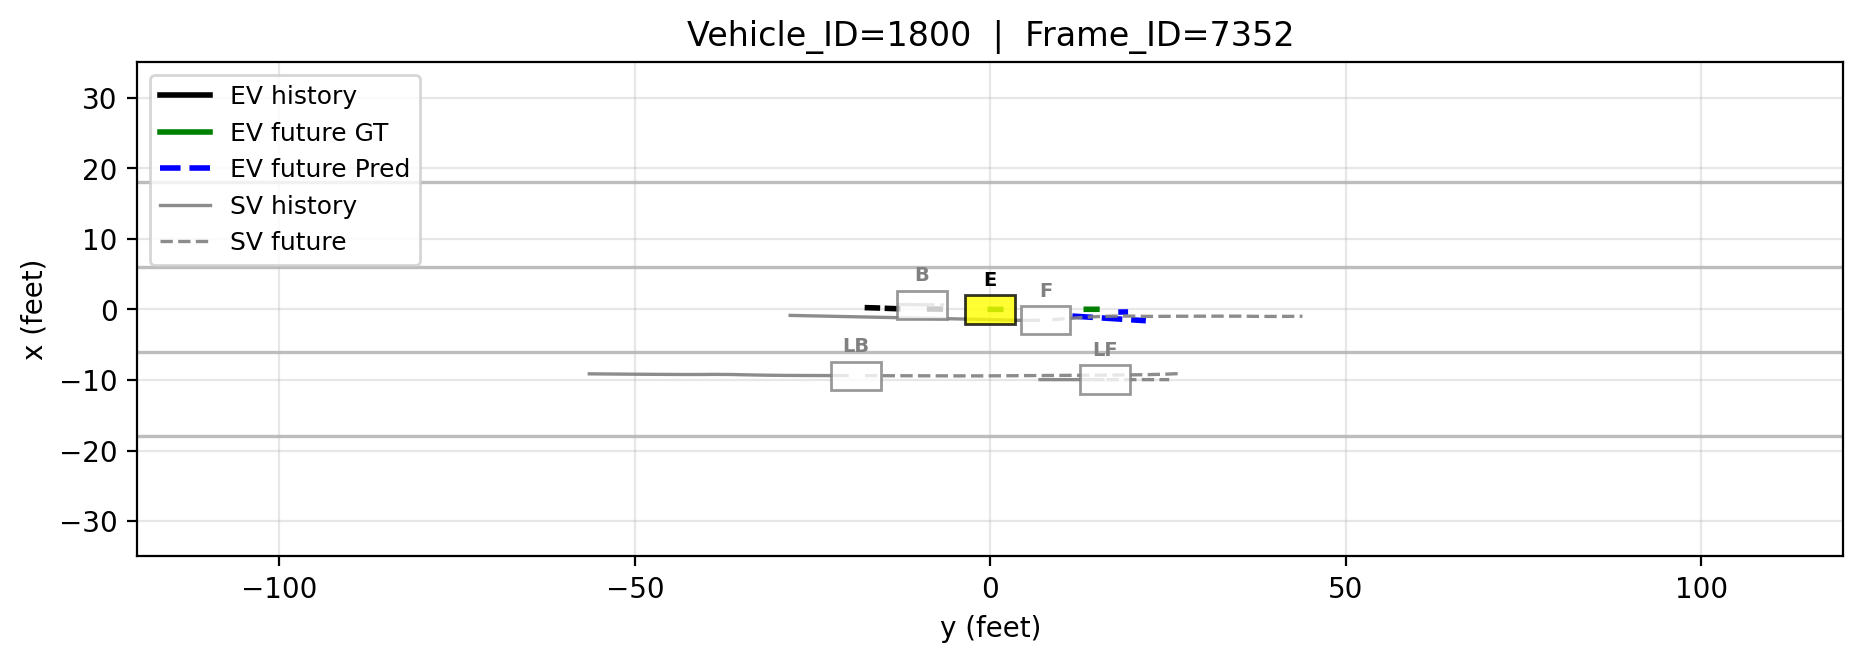 Vehicle_ID=1800 | Frame_ID=7352
EV history
EV future GT
EV future Pred
SV history
SV future
30
20
10
0
−10
−20
−30
x (feet)
B
E
F
LB
LF
−100
−50
0
50
100
y (feet)